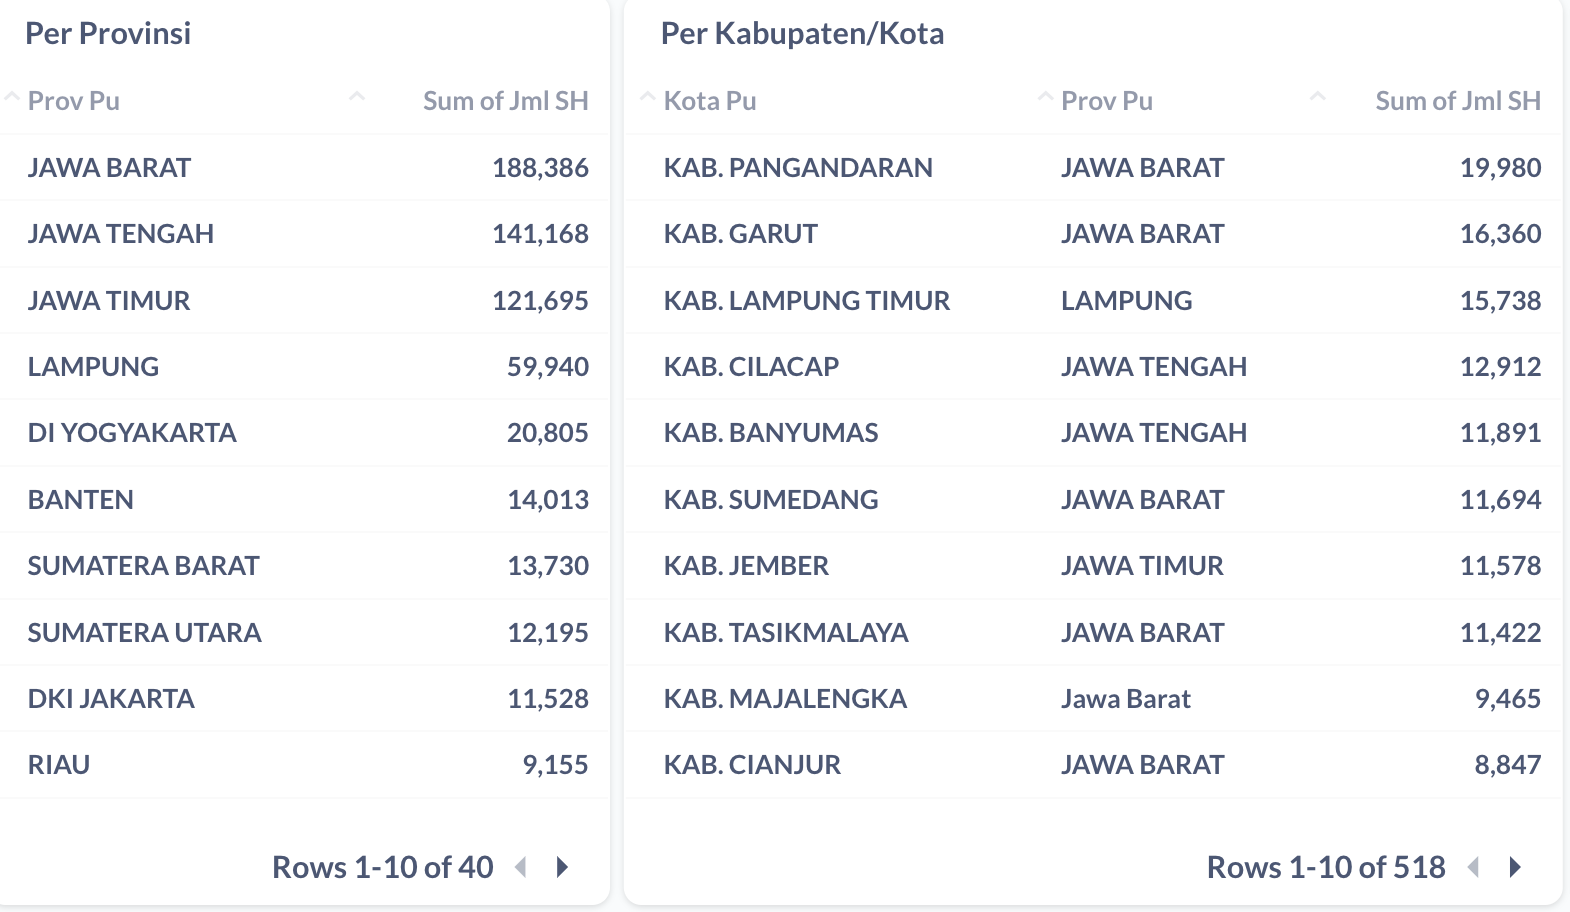 Per Provinsi
Prov Pu Sum of Jml SH
JAWA BARAT 188,386
JAWA TENGAH 141,168
JAWA TIMUR 121,695
LAMPUNG 59,940
DI YOGYAKARTA 20,805
BANTEN 14,013
SUMATERA BARAT 13,730
SUMATERA UTARA 12,195
DKI JAKARTA 11,528
RIAU 9,155
Rows 1-10 of 40
Per Kabupaten/Kota
Kota Pu Prov Pu Sum of Jml SH
KAB. PANGANDARAN JAWA BARAT 19,980
KAB. GARUT JAWA BARAT 16,360
KAB. LAMPUNG TIMUR LAMPUNG 15,738
KAB. CILACAP JAWA TENGAH 12,912
KAB. BANYUMAS JAWA TENGAH 11,891
KAB. SUMEDANG JAWA BARAT 11,694
KAB. JEMBER JAWA TIMUR 11,578
KAB. TASIKMALAYA JAWA BARAT 11,422
KAB. MAJALENGKA Jawa Barat 9,465
KAB. CIANJUR JAWA BARAT 8,847
Rows 1-10 of 518